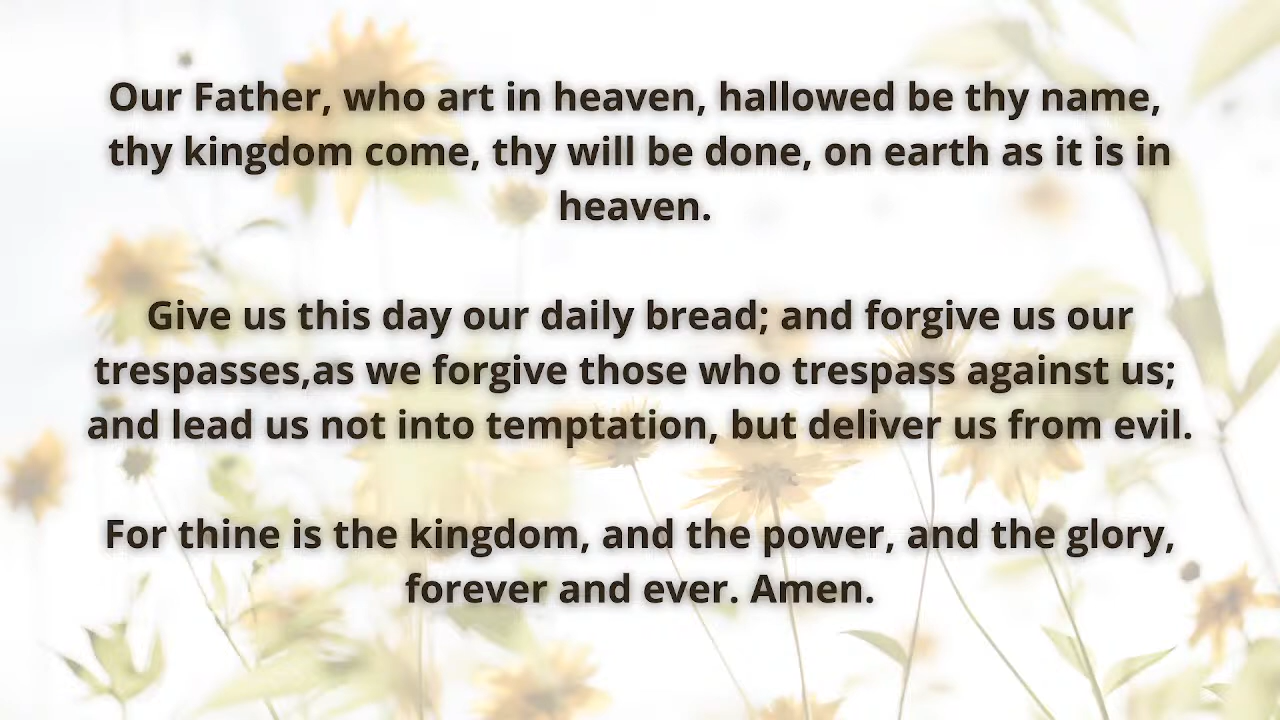 Our Father, who art in heaven, hallowed be thy name,
thy kingdom come, thy will be done, on earth as it is in
heaven.
Give us this day our daily bread; and forgive us our
trespasses,as we forgive those who trespass against us;
and lead us not into temptation, but deliver us from evil.
For thine is the kingdom, and the power, and the glory,
forever and ever. Amen.